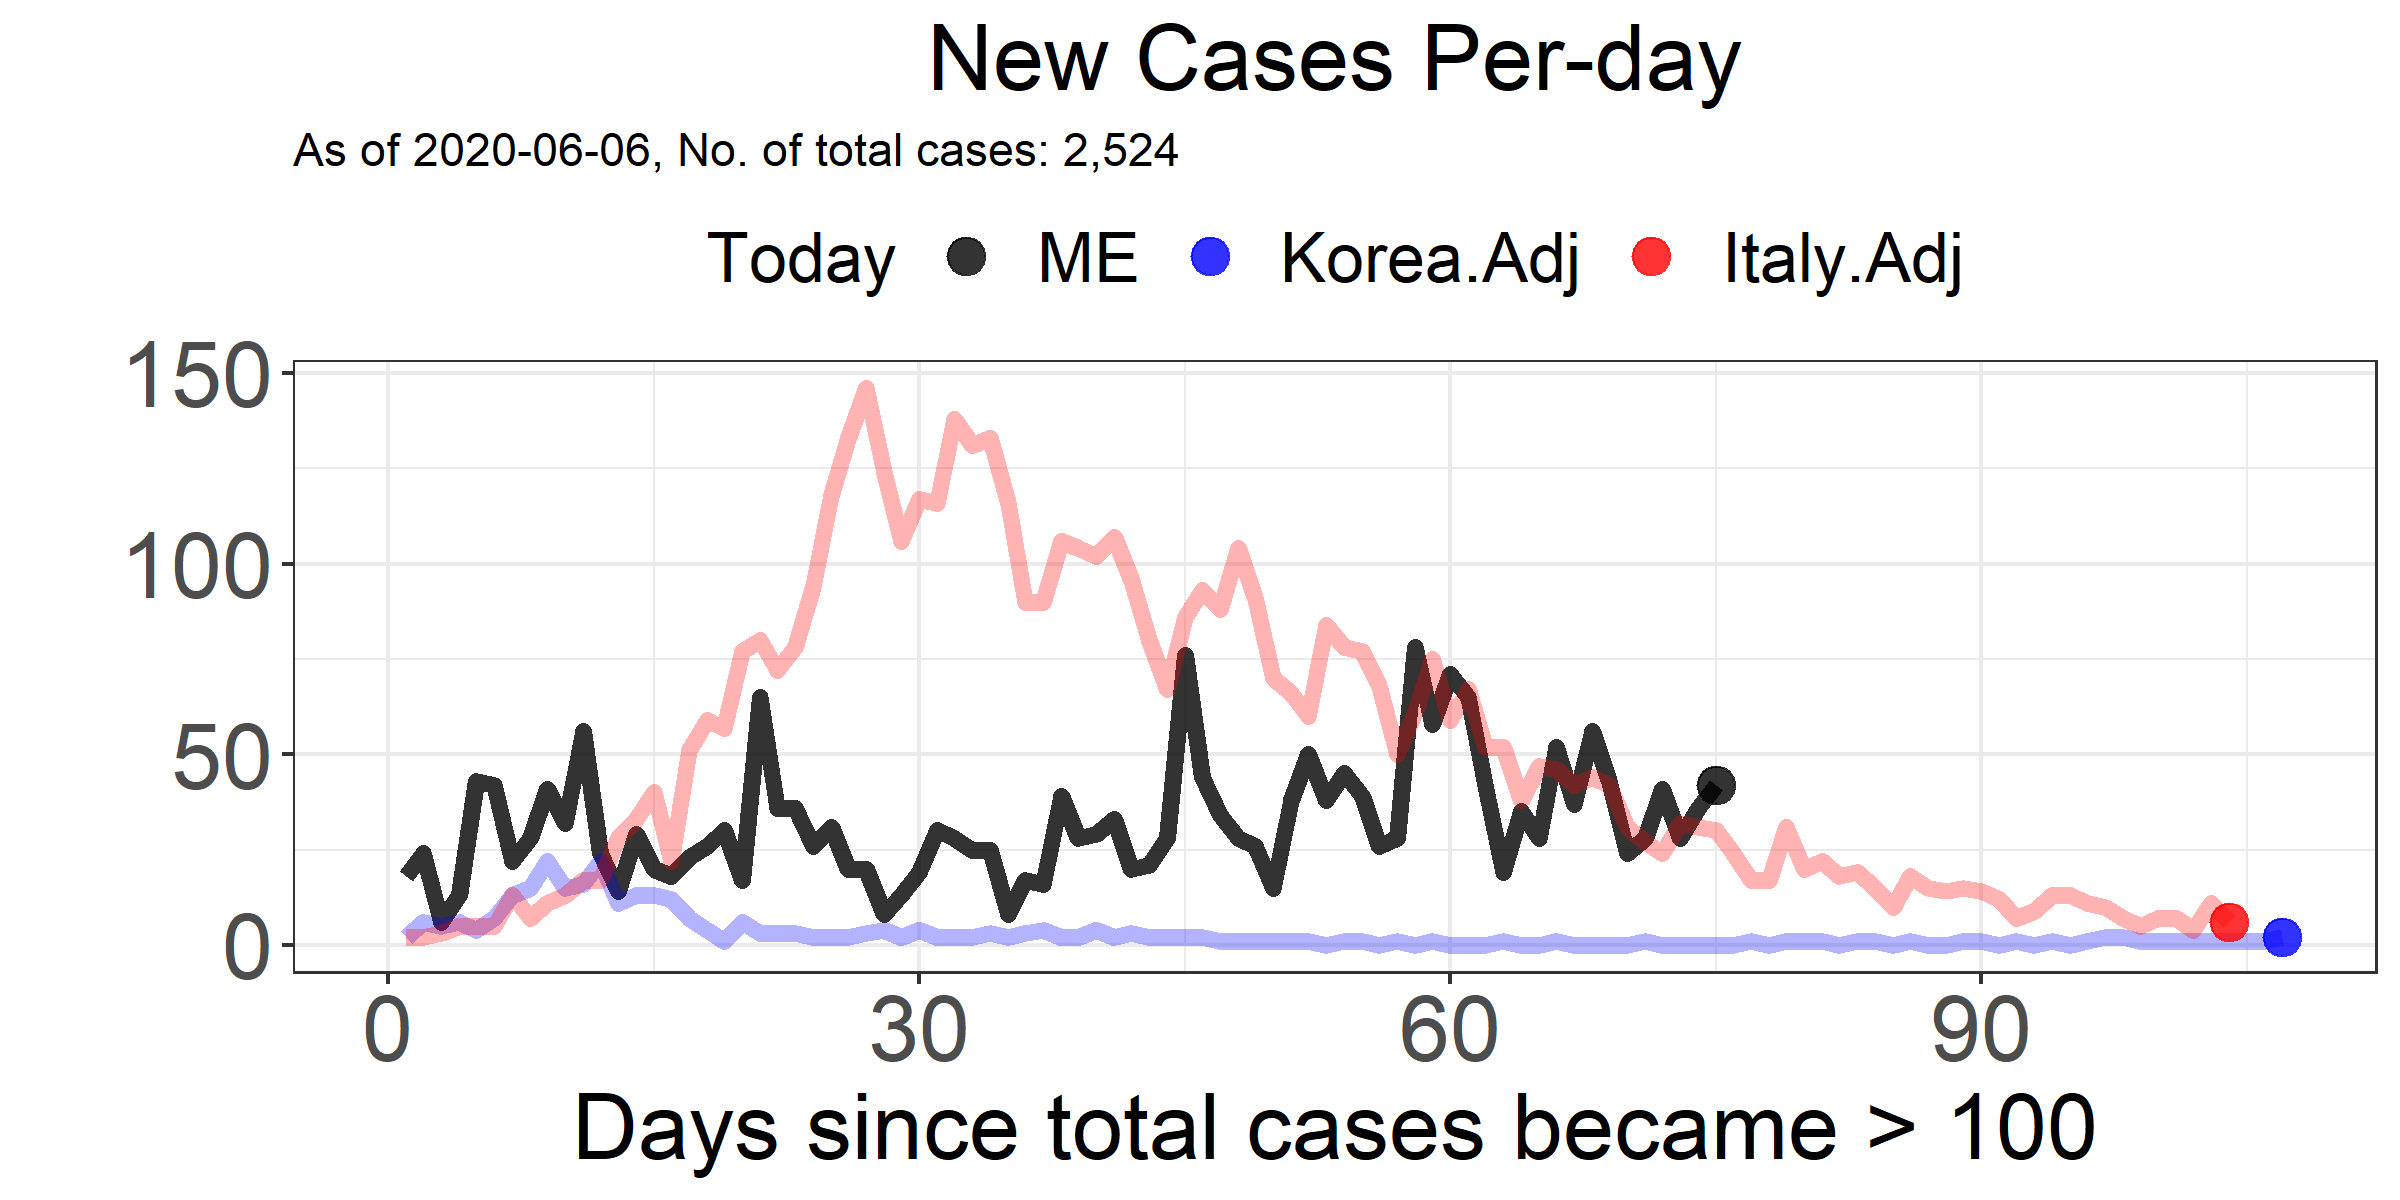 New Cases Per-day
As of 2020-06-06, No. of total cases: 2,524
Today ME Korea.Adj Italy.Adj
150
100
50
0
0 30 60 90
Days since total cases became > 100